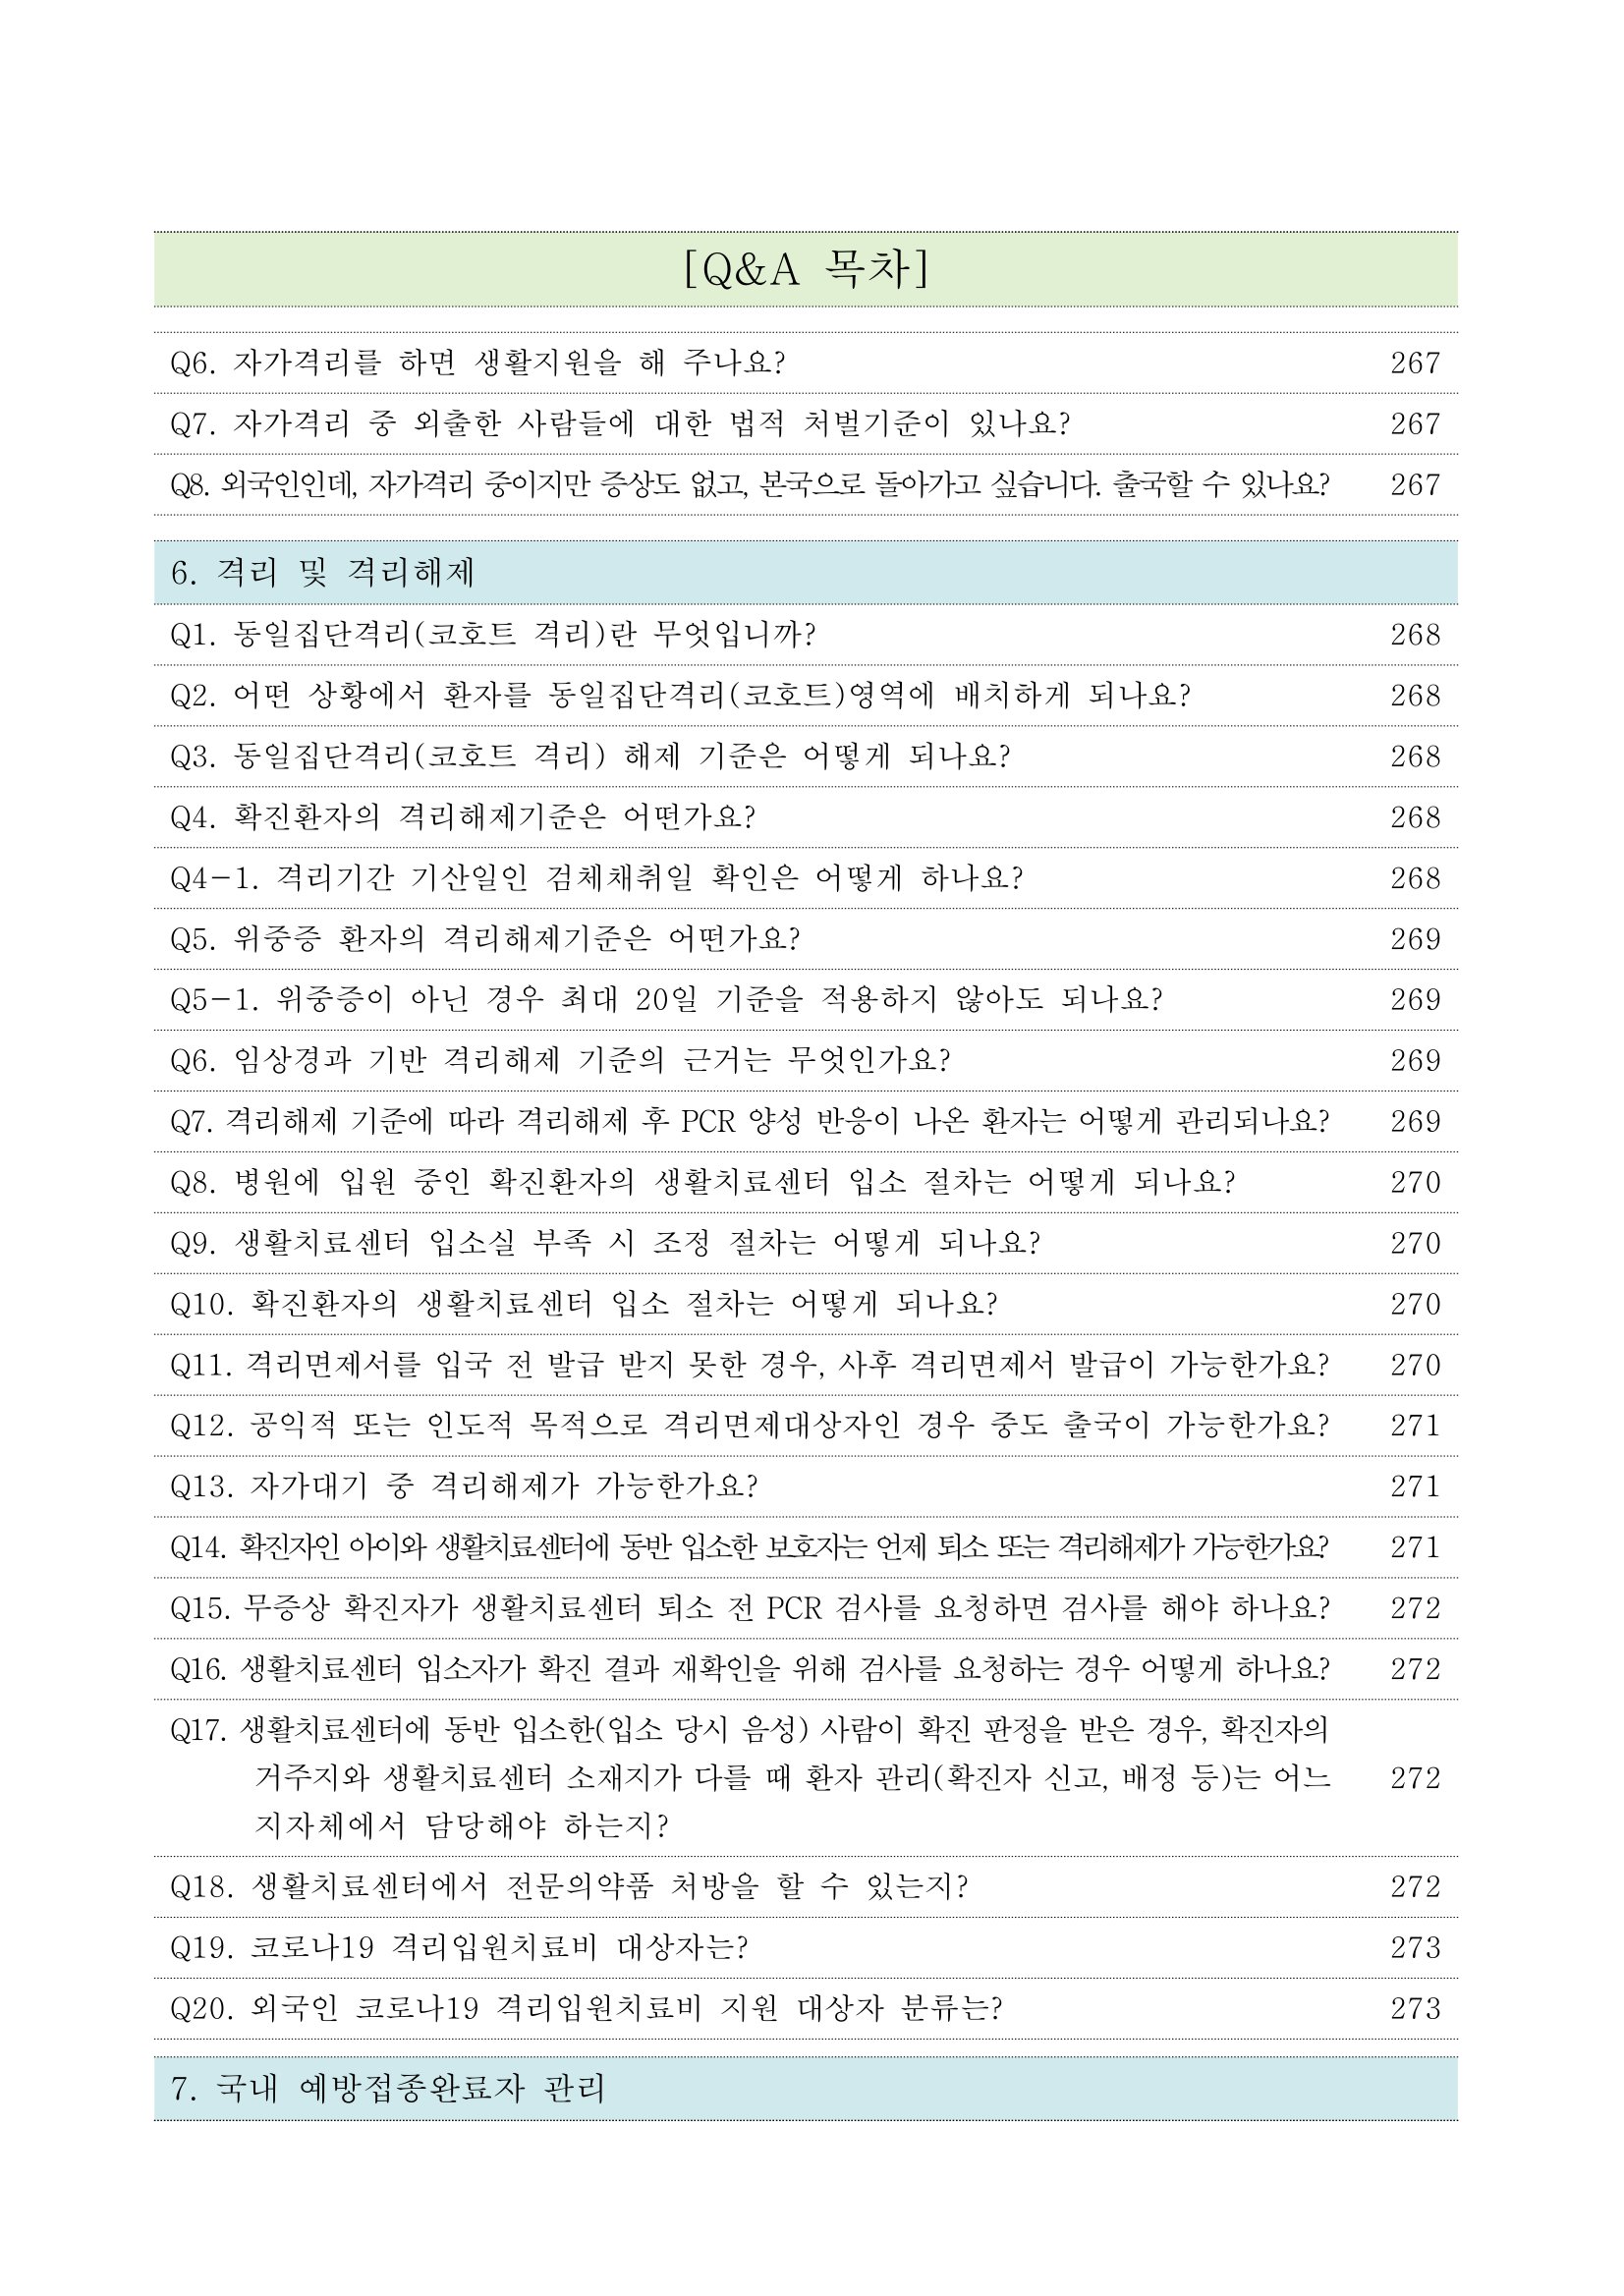 [Q&A 목차]
Q6. 자가격리를 하면 생활지원을 해 주나요? 267
Q7. 자가격리 중 외출한 사람들에 대한 법적 처벌기준이 있나요? 267
Q8. 외국인인데, 자가격리 중이지만 증상도 없고, 본국으로 돌아가고 싶습니다. 출국할 수 있나요? 267
6. 격리 및 격리해제
Q1. 동일집단격리(코호트 격리)란 무엇입니까? 268
Q2. 어떤 상황에서 환자를 동일집단격리(코호트)영역에 배치하게 되나요? 268
Q3. 동일집단격리(코호트 격리) 해제 기준은 어떻게 되나요? 268
Q4. 확진환자의 격리해제기준은 어떤가요? 268
Q4-1. 격리기간 기산일인 검체채취일 확인은 어떻게 하나요? 268
Q5. 위중증 환자의 격리해제기준은 어떤가요? 269
Q5-1. 위중증이 아닌 경우 최대 20일 기준을 적용하지 않아도 되나요? 269
Q6. 임상경과 기반 격리해제 기준의 근거는 무엇인가요? 269
Q7. 격리해제 기준에 따라 격리해제 후 PCR 양성 반응이 나온 환자는 어떻게 관리되나요? 269
Q8. 병원에 입원 중인 확진환자의 생활치료센터 입소 절차는 어떻게 되나요? 270
Q9. 생활치료센터 입소실 부족 시 조정 절차는 어떻게 되나요? 270
Q10. 확진환자의 생활치료센터 입소 절차는 어떻게 되나요? 270
Q11. 격리면제서를 입국 전 발급 받지 못한 경우, 사후 격리면제서 발급이 가능한가요? 270
Q12. 공익적 또는 인도적 목적으로 격리면제대상자인 경우 중도 출국이 가능한가요? 271
Q13. 자가대기 중 격리해제가 가능한가요? 271
Q14. 확진자인 아이와 생활치료센터에 동반 입소한 보호자는 언제 퇴소 또는 격리해제가 가능한가요? 271
Q15. 무증상 확진자가 생활치료센터 퇴소 전 PCR 검사를 요청하면 검사를 해야 하나요? 272
Q16. 생활치료센터 입소자가 확진 결과 재확인을 위해 검사를 요청하는 경우 어떻게 하나요? 272
Q17. 생활치료센터에 동반 입소한(입소 당시 음성) 사람이 확진 판정을 받은 경우, 확진자의
거주지와 생활치료센터 소재지가 다를 때 환자 관리(확진자 신고, 배정 등)는 어느 272
지자체에서 담당해야 하는지?
Q18. 생활치료센터에서 전문의약품 처방을 할 수 있는지? 272
Q19. 코로나19 격리입원치료비 대상자는? 273
Q20. 외국인 코로나19 격리입원치료비 지원 대상자 분류는? 273
7. 국내 예방접종완료자 관리